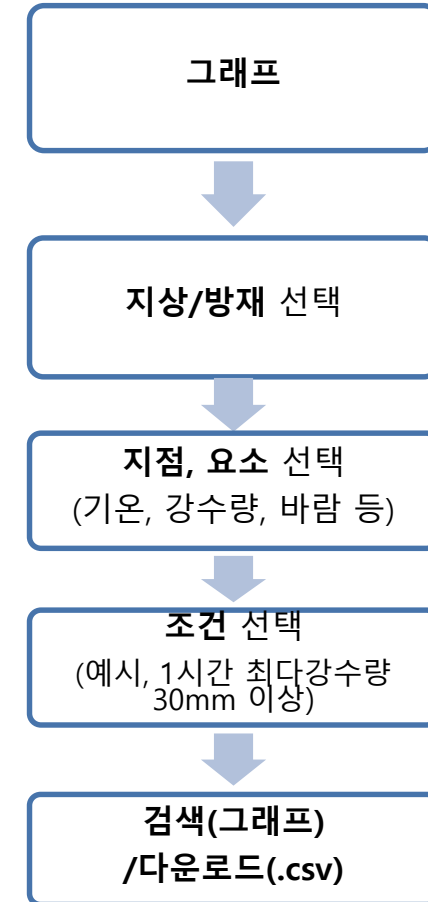 그래프
지상/방재 선택
지점, 요소 선택
(기온, 강수량, 바람 등)
조건 선택
(예시, 1시간 최다강수량
30mm 이상)
검색(그래프)
/다운로드(.csv)